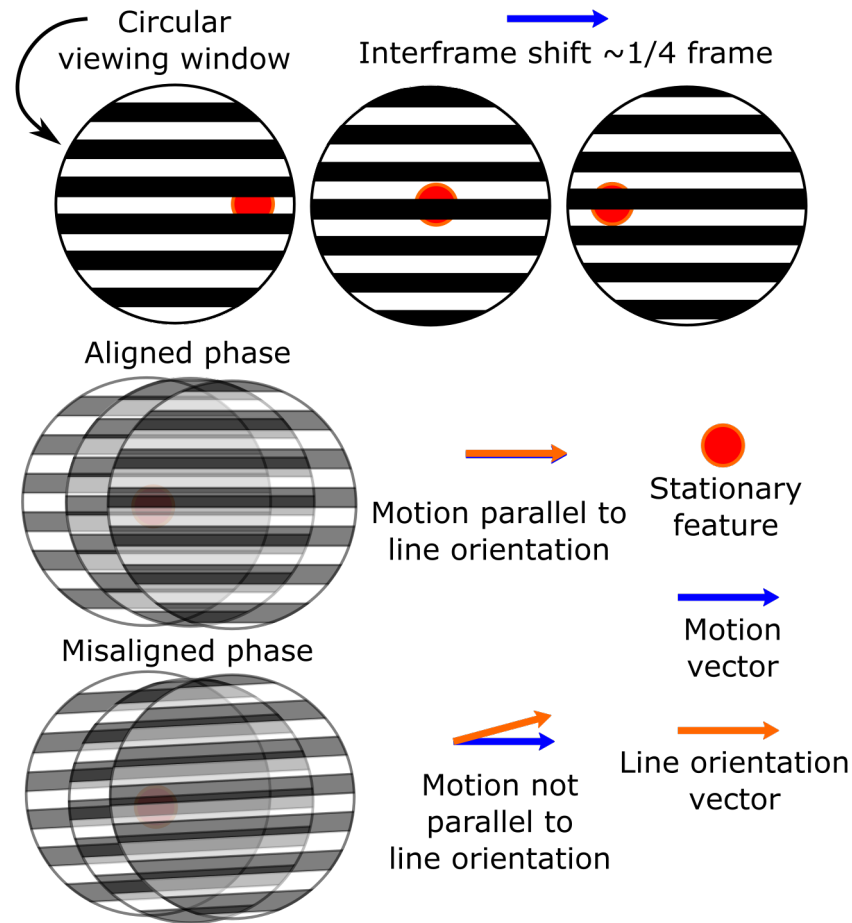 Circular
viewing window
Interframe shift ~1/4 frame
Aligned phase
Motion parallel to
line orientation
Stationary
feature
Motion
vector
Misaligned phase
Motion not
parallel to
line orientation
Line orientation
vector